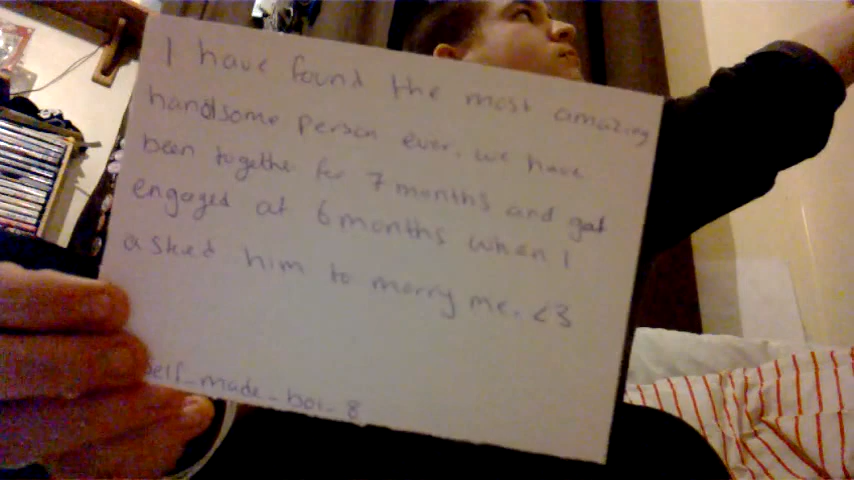 I have found the most amazing
handsome person ever. we have
been together for 7 months and got
engaged at 6 months when I
asked him to marry me. <3
self_made_boi_8